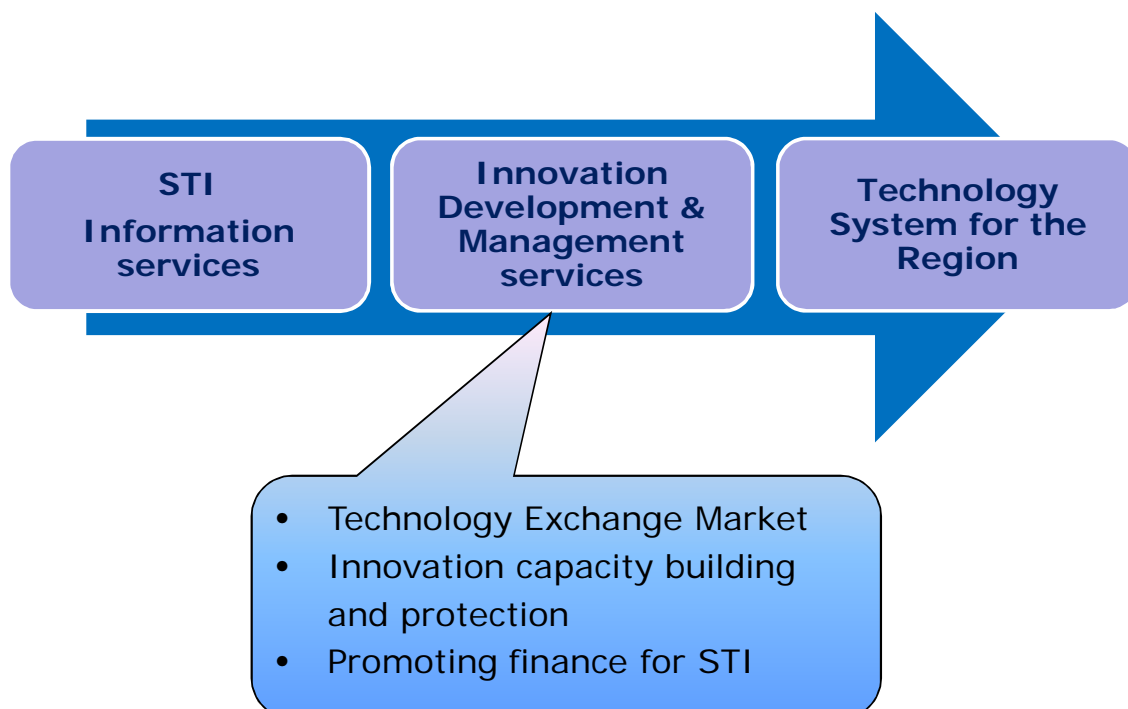 STI
Information
services
Innovation
Development &
Management
services
Technology
System for the
Region
• Technology Exchange Market
• Innovation capacity building
and protection
• Promoting finance for STI